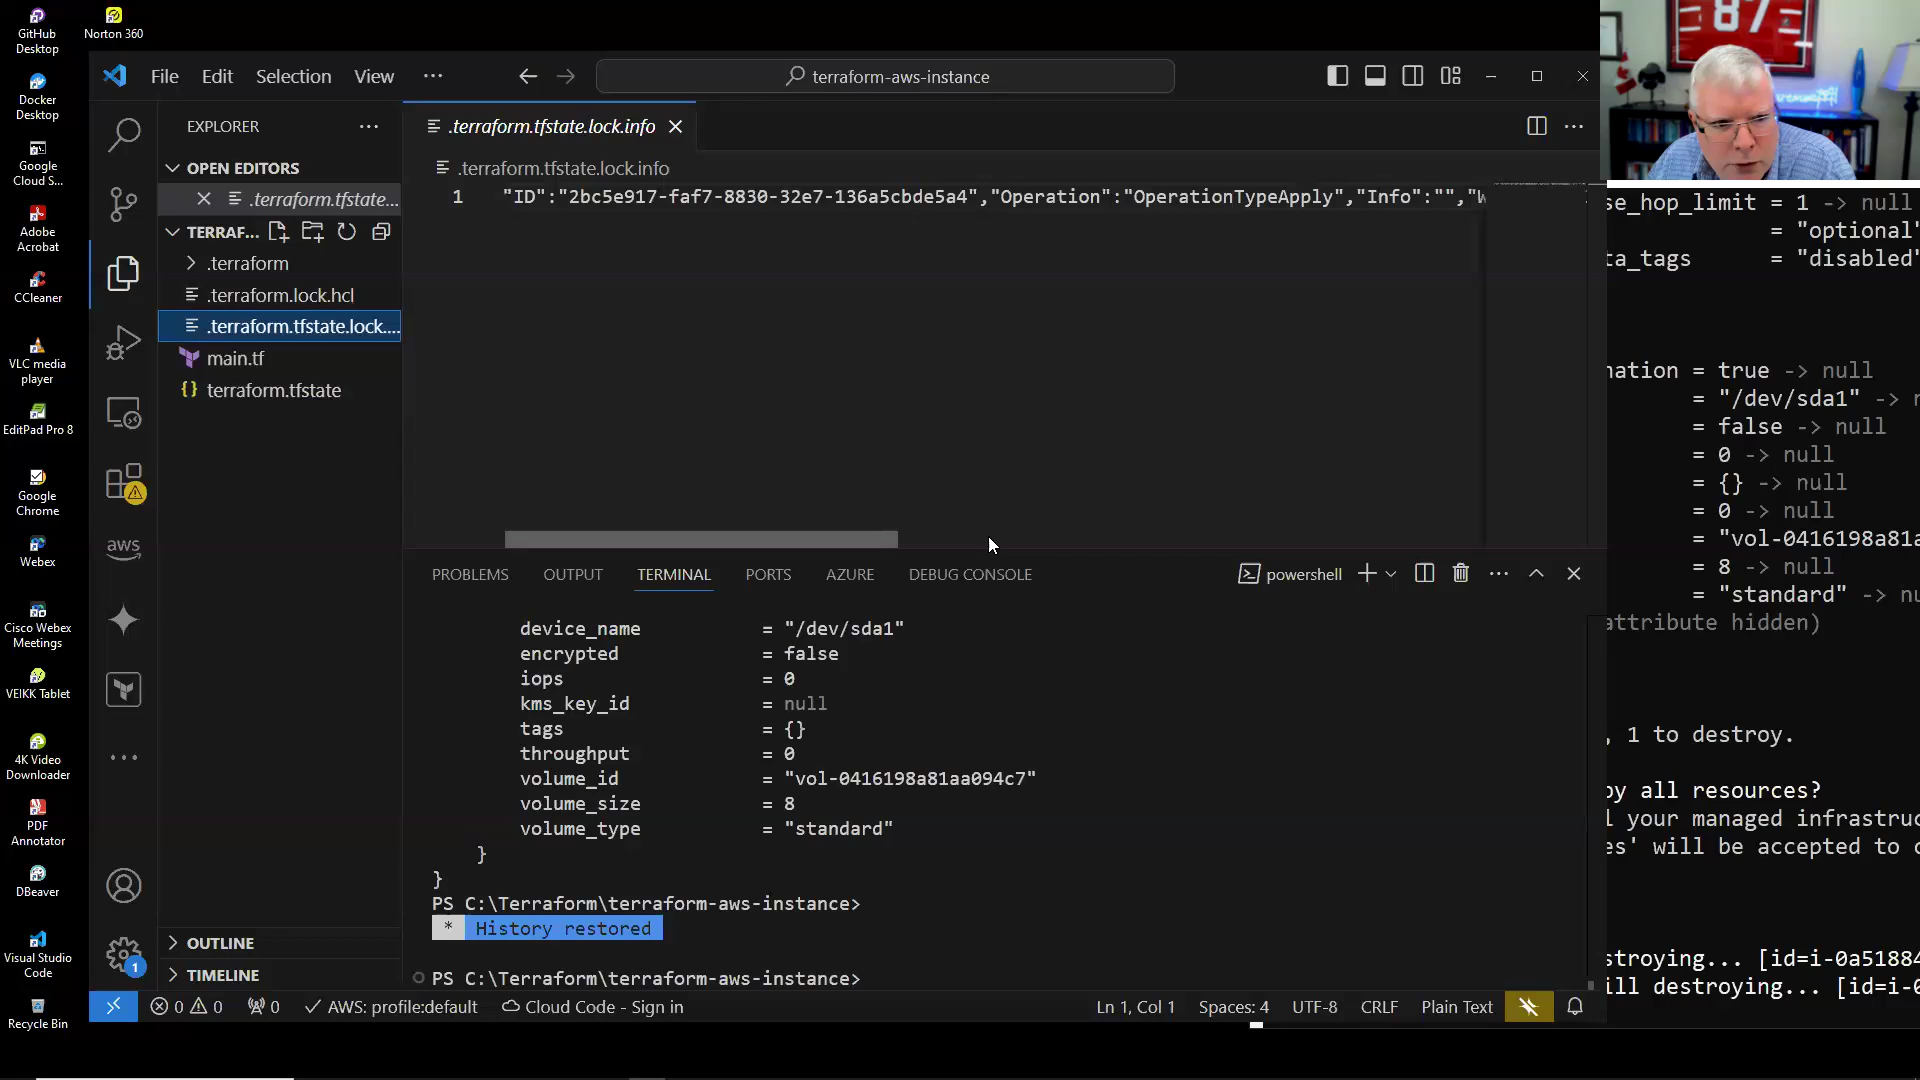 GitHub
Desktop
Norton 360
Docker
Desktop
Google
Cloud S...
Adobe
Acrobat
CCleaner
VLC media
player
EditPad Pro 8
Google
Chrome
Webex
Cisco Webex
Meetings
VEIKK Tablet
4K Video
Downloader
PDF
Annotator
DBeaver
Visual Studio
Code
Recycle Bin
File Edit Selection View ...
terraform-aws-instance
EXPLORER
OPEN EDITORS
.terraform.tfstate...
TERRAF...
.terraform
.terraform.lock.hcl
.terraform.tfstate.lock....
main.tf
terraform.tfstate
aws
OUTLINE
TIMELINE
1
.terraform.tfstate.lock.info
.terraform.tfstate.lock.info
1 "ID":"2bc5e917-faf7-8830-32e7-136a5cbde5a4","Operation":"OperationTypeApply","Info":"","W
PROBLEMS OUTPUT TERMINAL PORTS AZURE DEBUG CONSOLE
powershell
device_name = "/dev/sda1"
encrypted = false
iops = 0
kms_key_id = null
tags = {}
throughput = 0
volume_id = "vol-0416198a81aa094c7"
volume_size = 8
volume_type = "standard"
}
}
PS C:\Terraform\terraform-aws-instance>
* History restored
PS C:\Terraform\terraform-aws-instance>
0 0 0 AWS: profile:default Cloud Code - Sign in
Ln 1, Col 1 Spaces: 4 UTF-8 CRLF Plain Text
87
se_hop_limit = 1 -> null
= "optional"
ta_tags = "disabled"
nation = true -> null
= "/dev/sda1" -> n
= false -> null
= 0 -> null
= {} -> null
= 0 -> null
= "vol-0416198a81a
= 8 -> null
= "standard" -> nu
attribute hidden)
, 1 to destroy.
oy all resources?
l your managed infrastruc
es' will be accepted to c
stroying... [id=i-0a51884
ill destroying... [id=i-0